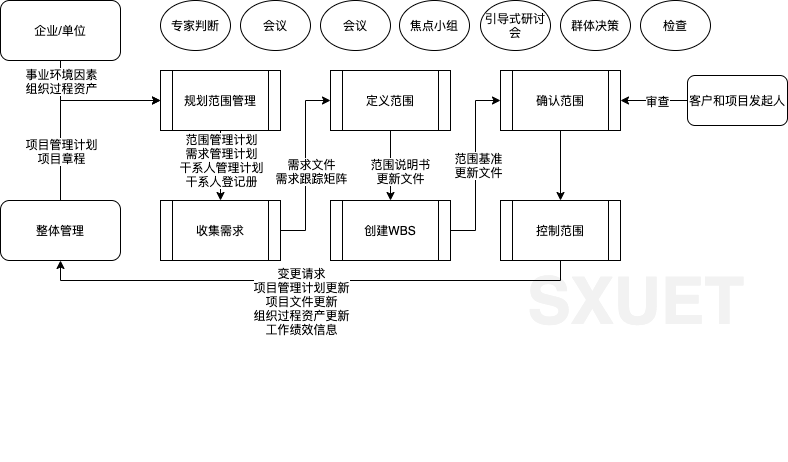 企业/单位
专家判断
会议
会议
焦点小组
引导式研讨
会
群体决策
检查
事业环境因素
组织过程资产
规划范围管理
定义范围
确认范围
审查
客户和项目发起人
项目管理计划
项目章程
范围管理计划
需求管理计划
干系人管理计划
干系人登记册
需求文件
需求跟踪矩阵
范围说明书
更新文件
范围基准
更新文件
整体管理
收集需求
创建WBS
控制范围
变更请求
项目管理计划更新
项目文件更新
组织过程资产更新
工作绩效信息
SXUET